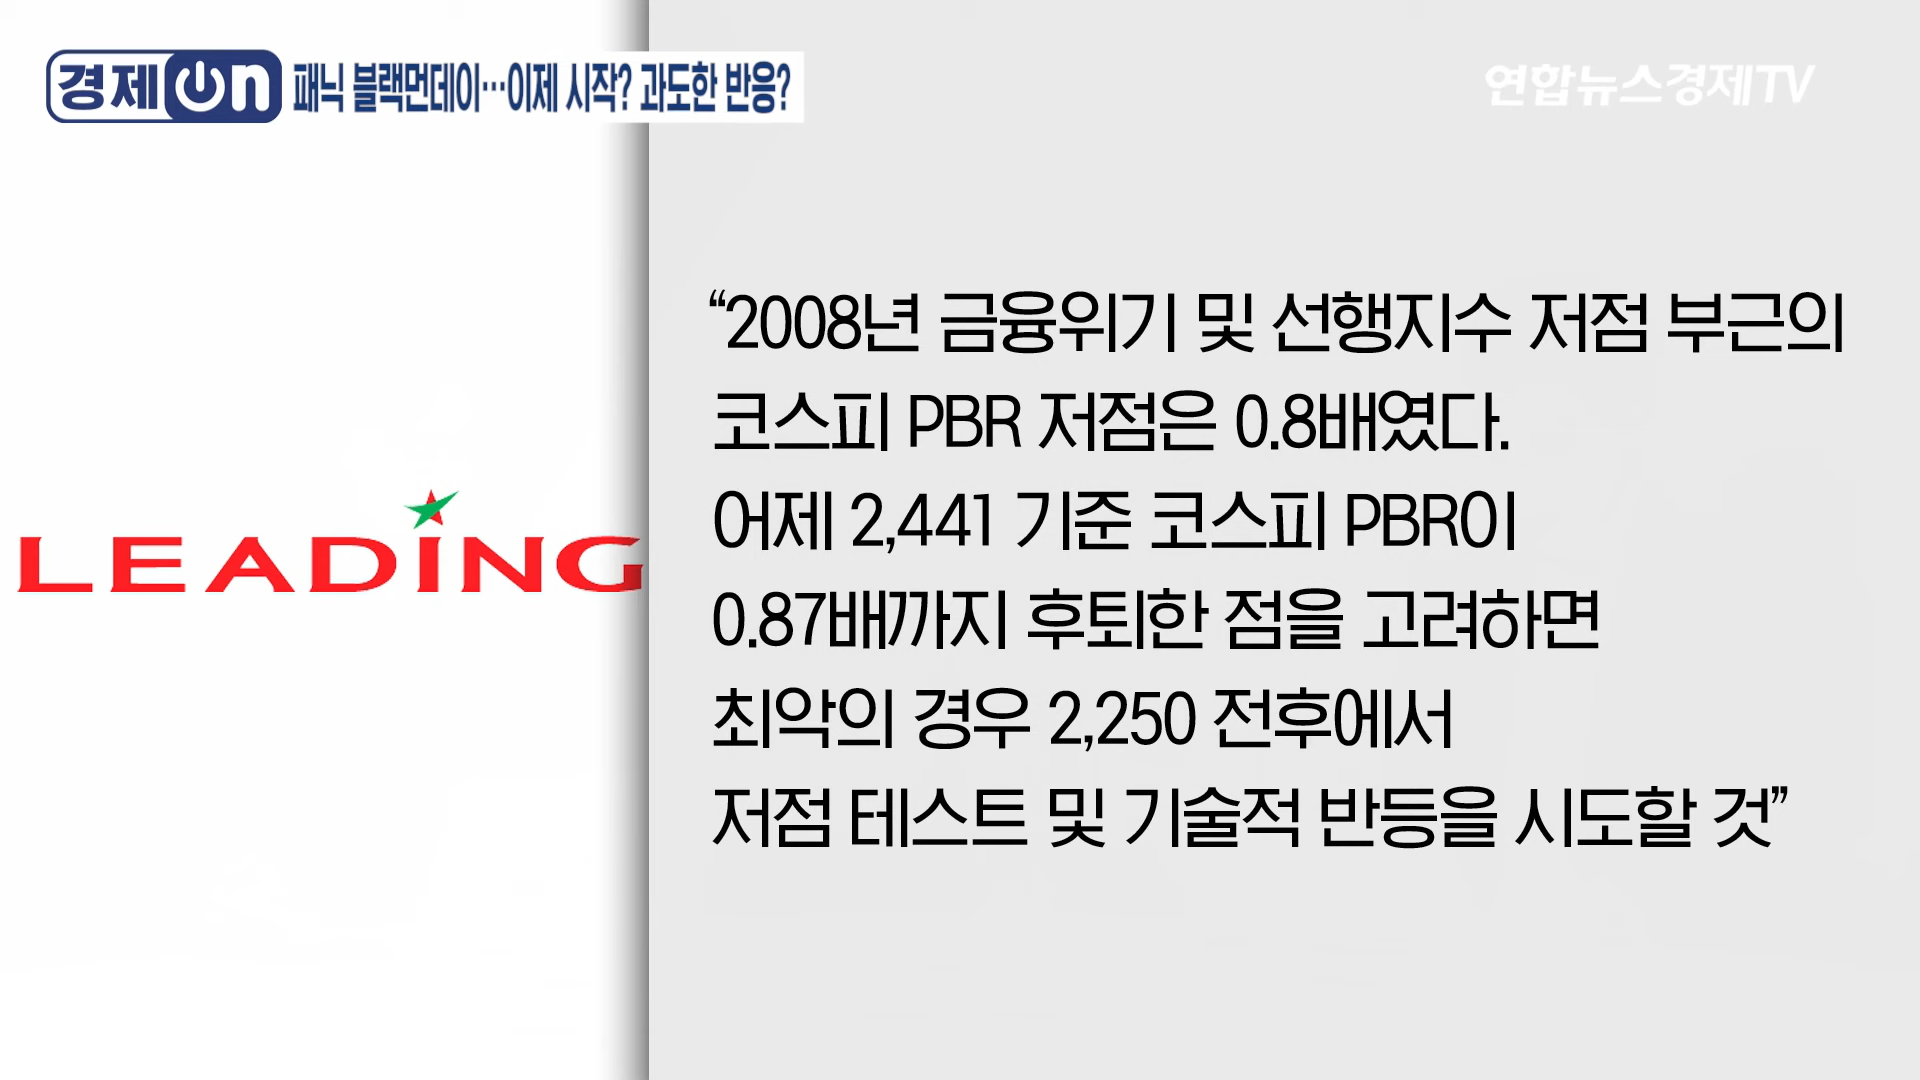 경제On 패닉 블랙먼데이…이제 시작? 과도한 반응?
연합뉴스경제TV
“2008년 금융위기 및 선행지수 저점 부근의
코스피 PBR 저점은 0.8배였다.
어제 2,441 기준 코스피 PBR이
0.87배까지 후퇴한 점을 고려하면
최악의 경우 2,250 전후에서
저점 테스트 및 기술적 반등을 시도할 것”
LEADING